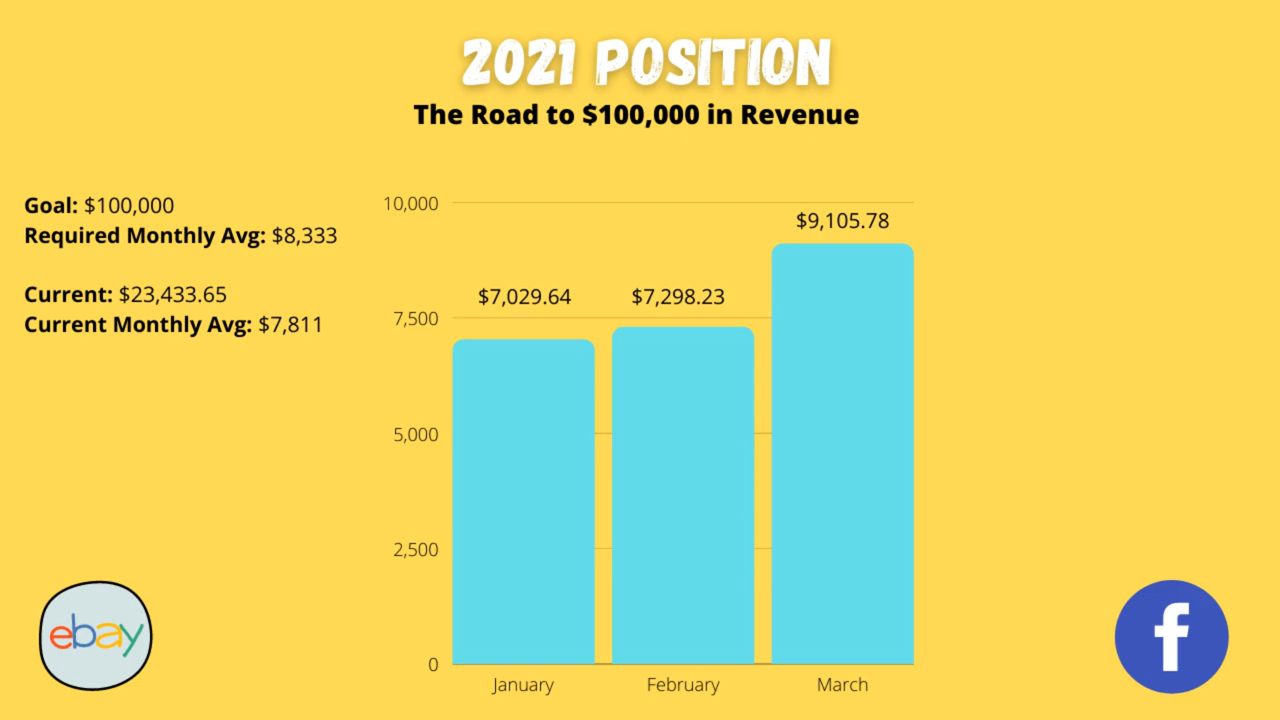 2021 POSITION
The Road to $100,000 in Revenue
Goal: $100,000
Required Monthly Avg: $8,333
Current: $23,433.65
Current Monthly Avg: $7,811
10,000
7,500
5,000
2,500
0
$7,029.64
$7,298.23
$9,105.78
January
February
March
ebay
f